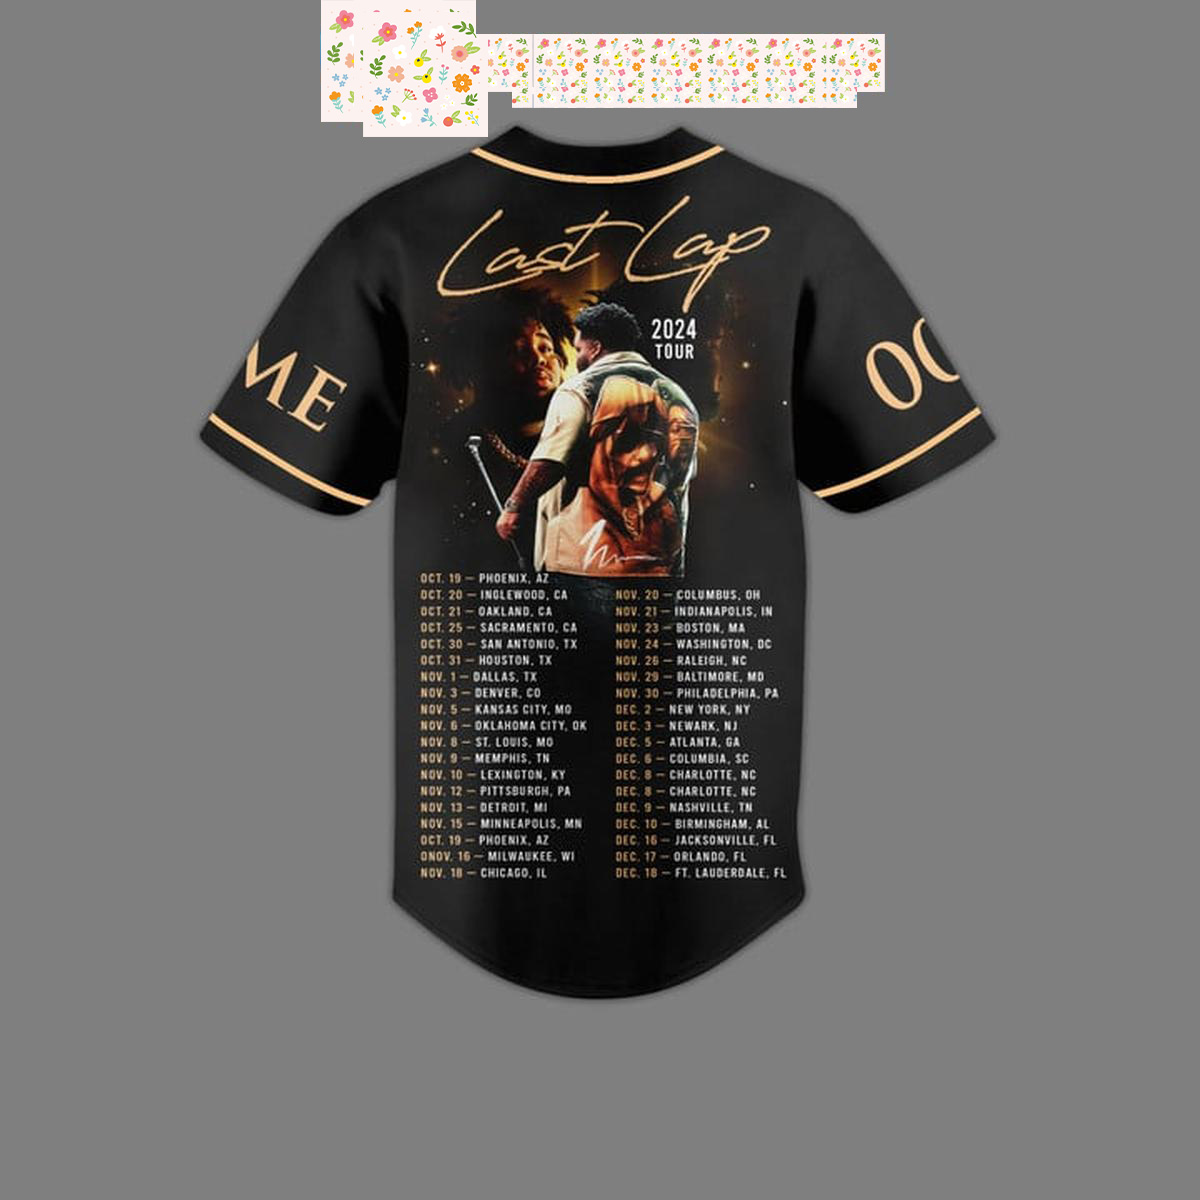 Last Lap
2024
TOUR
ME
00
OCT. 19 – PHOENIX, AZ
OCT. 20 – INGLEWOOD, CA
OCT. 21 – OAKLAND, CA
OCT. 25 – SACRAMENTO, CA
OCT. 30 – SAN ANTONIO, TX
OCT. 31 – HOUSTON, TX
NOV. 1 – DALLAS, TX
NOV. 3 – DENVER, CO
NOV. 5 – KANSAS CITY, MO
NOV. 6 – OKLAHOMA CITY, OK
NOV. 8 – ST. LOUIS, MO
NOV. 9 – MEMPHIS, TN
NOV. 10 – LEXINGTON, KY
NOV. 12 – PITTSBURGH, PA
NOV. 13 – DETROIT, MI
NOV. 15 – MINNEAPOLIS, MN
OCT. 19 – PHOENIX, AZ
ONOV. 16 – MILWAUKEE, WI
NOV. 18 – CHICAGO, IL
NOV. 20 – COLUMBUS, OH
NOV. 21 – INDIANAPOLIS, IN
NOV. 23 – BOSTON, MA
NOV. 24 – WASHINGTON, DC
NOV. 26 – RALEIGH, NC
NOV. 29 – BALTIMORE, MD
NOV. 30 – PHILADELPHIA, PA
DEC. 2 – NEW YORK, NY
DEC. 3 – NEWARK, NJ
DEC. 5 – ATLANTA, GA
DEC. 6 – COLUMBIA, SC
DEC. 8 – CHARLOTTE, NC
DEC. 8 – CHARLOTTE, NC
DEC. 9 – NASHVILLE, TN
DEC. 10 – BIRMINGHAM, AL
DEC. 16 – JACKSONVILLE, FL
DEC. 17 – ORLANDO, FL
DEC. 18 – FT. LAUDERDALE, FL